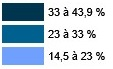 33 à 43,9 %
23 à 33 %
14,5 à 23 %